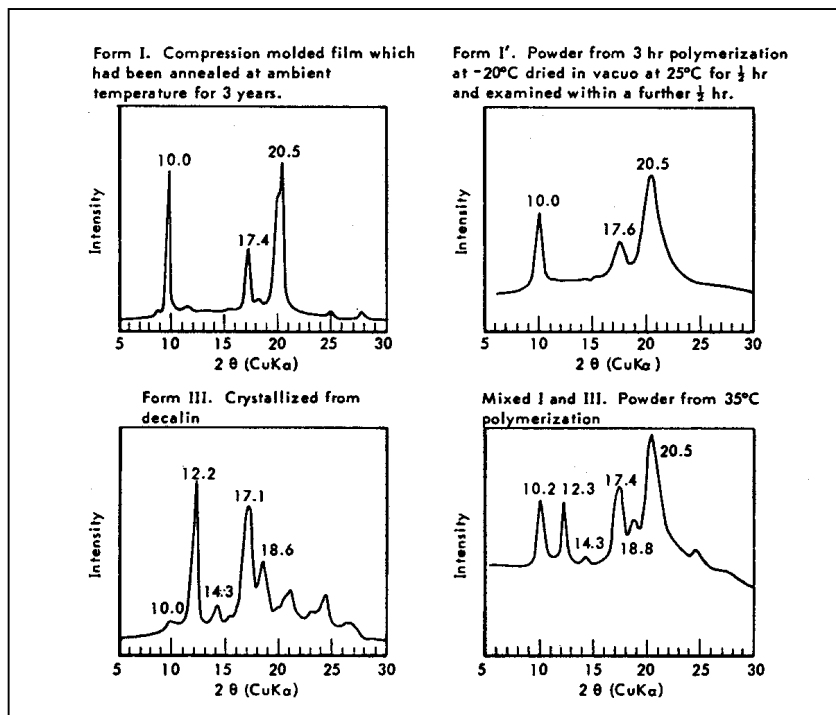 Form I. Compression molded film which
had been annealed at ambient
temperature for 3 years.
10.0
20.5
17.4
Intensity
5 10 15 20 25 30
2 θ (CuKα)
Form I'. Powder from 3 hr polymerization
at -20°C dried in vacuo at 25°C for ½ hr
and examined within a further ½ hr.
10.0
17.6
20.5
Intensity
5 10 15 20 25 30
2 θ (CuKα)
Form III. Crystallized from
decalin
12.2
17.1
18.6
14.3
10.0
Intensity
5 10 15 20 25 30
2 θ (CuKα)
Mixed I and III. Powder from 35°C
polymerization
20.5
10.2 12.3 17.4
14.3 18.8
Intensity
5 10 15 20 25 30
2 θ (CuKα)